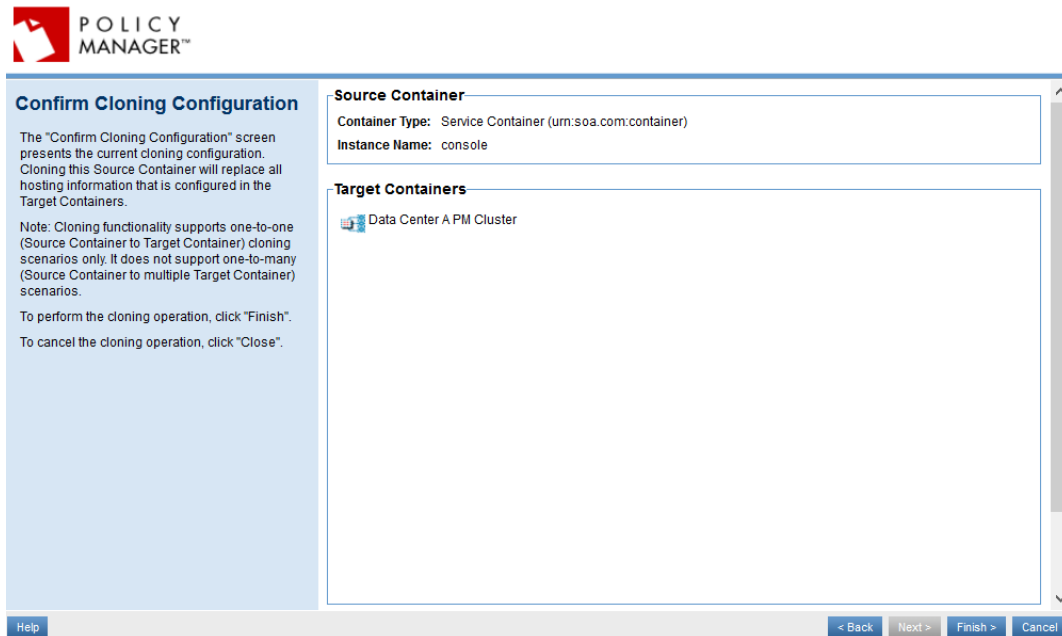 POLICY
MANAGER™
Confirm Cloning Configuration
The "Confirm Cloning Configuration" screen
presents the current cloning configuration.
Cloning this Source Container will replace all
hosting information that is configured in the
Target Containers.
Note: Cloning functionality supports one-to-one
(Source Container to Target Container) cloning
scenarios only. It does not support one-to-many
(Source Container to multiple Target Container)
scenarios.
To perform the cloning operation, click "Finish".
To cancel the cloning operation, click "Close".
Source Container
Container Type: Service Container (urn:soa.com:container)
Instance Name: console
Target Containers
Data Center A PM Cluster
Help
< Back
Next >
Finish >
Cancel